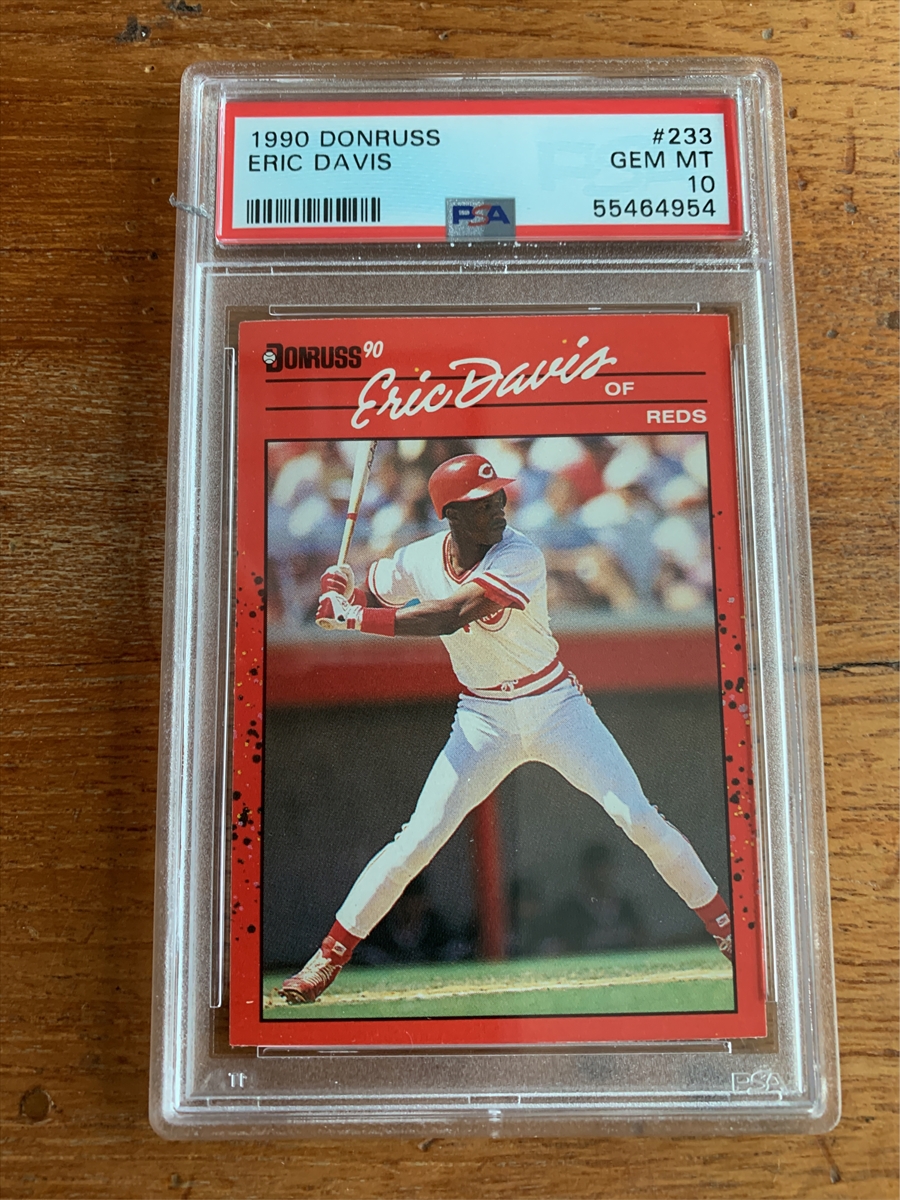 1990 DONRUSS #233
ERIC DAVIS GEM MT
10
55464954
PSA
DONRUSS'90
Eric Davis
OF
REDS
C
PSA